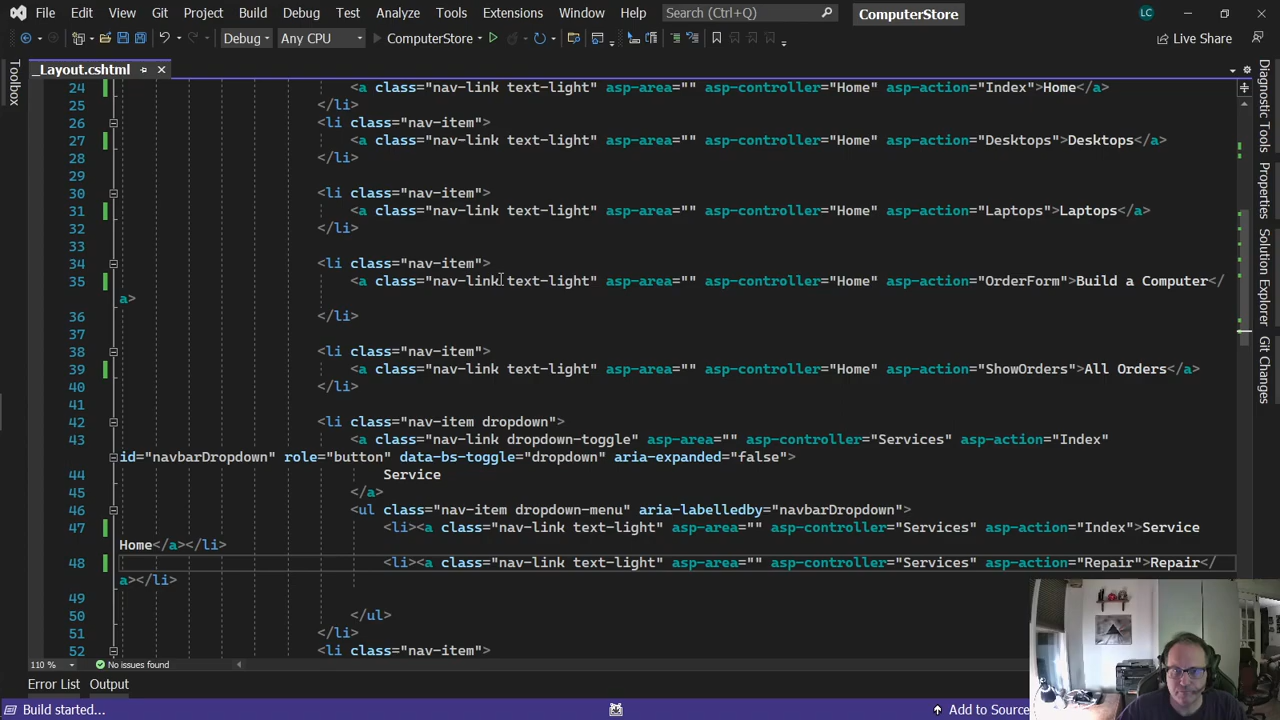 File Edit View Git Project Build Debug Test Analyze Tools Extensions Window Help Search (Ctrl+Q) ComputerStore LC
Debug Any CPU ComputerStore Live Share
Toolbox
_Layout.cshtml
24 <a class="nav-link text-light" asp-area="" asp-controller="Home" asp-action="Index">Home</a>
25 </li>
26 <li class="nav-item">
27 <a class="nav-link text-light" asp-area="" asp-controller="Home" asp-action="Desktops">Desktops</a>
28 </li>
29
30 <li class="nav-item">
31 <a class="nav-link text-light" asp-area="" asp-controller="Home" asp-action="Laptops">Laptops</a>
32 </li>
33
34 <li class="nav-item">
35 <a class="nav-link text-light" asp-area="" asp-controller="Home" asp-action="OrderForm">Build a Computer</
a>
36 </li>
37
38 <li class="nav-item">
39 <a class="nav-link text-light" asp-area="" asp-controller="Home" asp-action="ShowOrders">All Orders</a>
40 </li>
41
42 <li class="nav-item dropdown">
43 <a class="nav-link dropdown-toggle" asp-area="" asp-controller="Services" asp-action="Index"
id="navbarDropdown" role="button" data-bs-toggle="dropdown" aria-expanded="false">
44 Service
45 </a>
46 <ul class="nav-item dropdown-menu" aria-labelledby="navbarDropdown">
47 <li><a class="nav-link text-light" asp-area="" asp-controller="Services" asp-action="Index">Service
Home</a></li>
48 <li><a class="nav-link text-light" asp-area="" asp-controller="Services" asp-action="Repair">Repair</
a></li>
49
50 </ul>
51 </li>
52 <li class="nav-item">
Diagnostic Tools
Properties
Solution Explorer
Git Changes
110 % No issues found
Error List Output
Build started... Add to Source